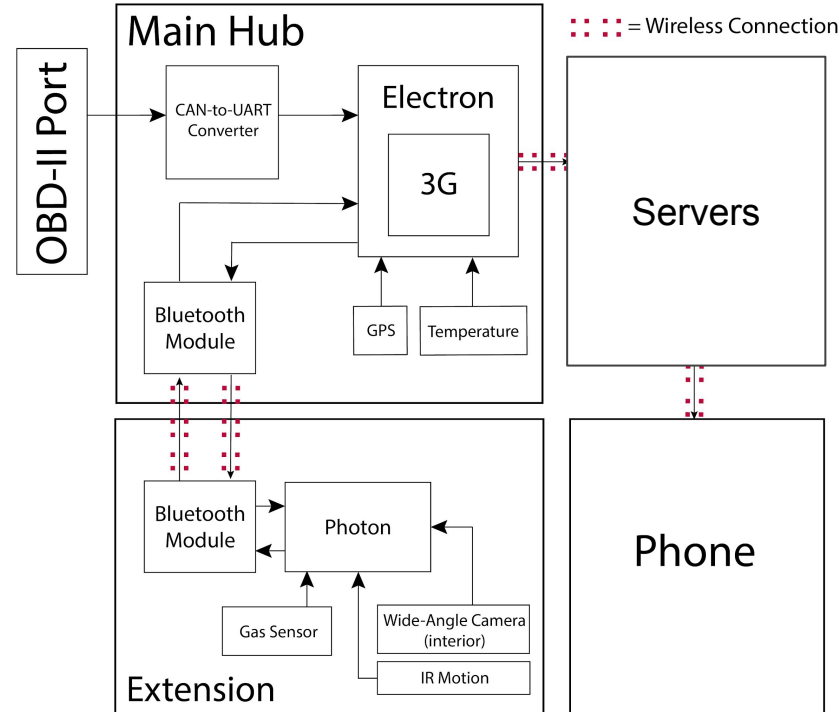 Main Hub
= Wireless Connection
OBD-II Port
CAN-to-UART
Converter
Electron
3G
Servers
Bluetooth
Module
GPS
Temperature
Bluetooth
Module
Photon
Phone
Gas Sensor
Wide-Angle Camera
(interior)
IR Motion
Extension